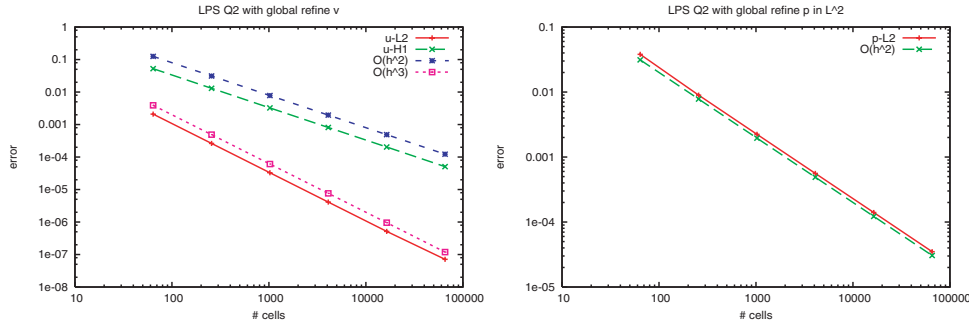 LPS Q2 with global refine v
1
0.1
0.01
0.001
1e-04
1e-05
1e-06
1e-07
1e-08
error
u-L2
u-H1
O(h^2)
O(h^3)
10
100
1000
10000
100000
# cells
LPS Q2 with global refine p in L^2
0.1
0.01
0.001
1e-04
1e-05
error
p-L2
O(h^2)
10
100
1000
10000
100000
# cells